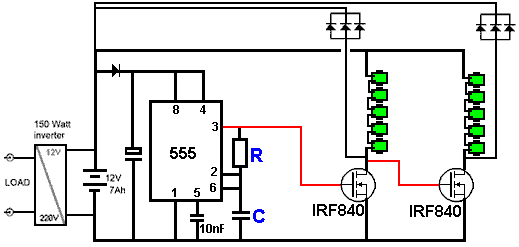 8 4
150 Watt
inverter
3
12V
555
R
2
6
LOAD
12V
7Ah
1 5
C
220V
10nF
IRF840
IRF840